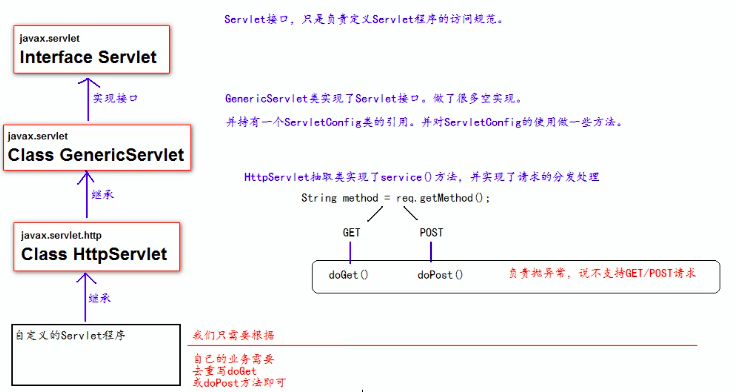 Servlet接口，只是负责定义Servlet程序的访问规范。
javax.servlet
Interface Servlet
实现接口
GenericServlet类实现了Servlet接口。做了很多空实现。
并持有一个ServletConfig类的引用。并对ServletConfig的使用做一些方法。
javax.servlet
Class GenericServlet
继承
HttpServlet抽取类实现了service()方法，并实现了请求的分发处理
String method = req.getMethod();
GET
POST
javax.servlet.http
Class HttpServlet
doGet()
doPost()
负责抛异常，说不支持GET/POST请求
继承
自定义的Servlet程序
我们只需要根据
自己的业务需要
去重写doGet
或doPost方法即可